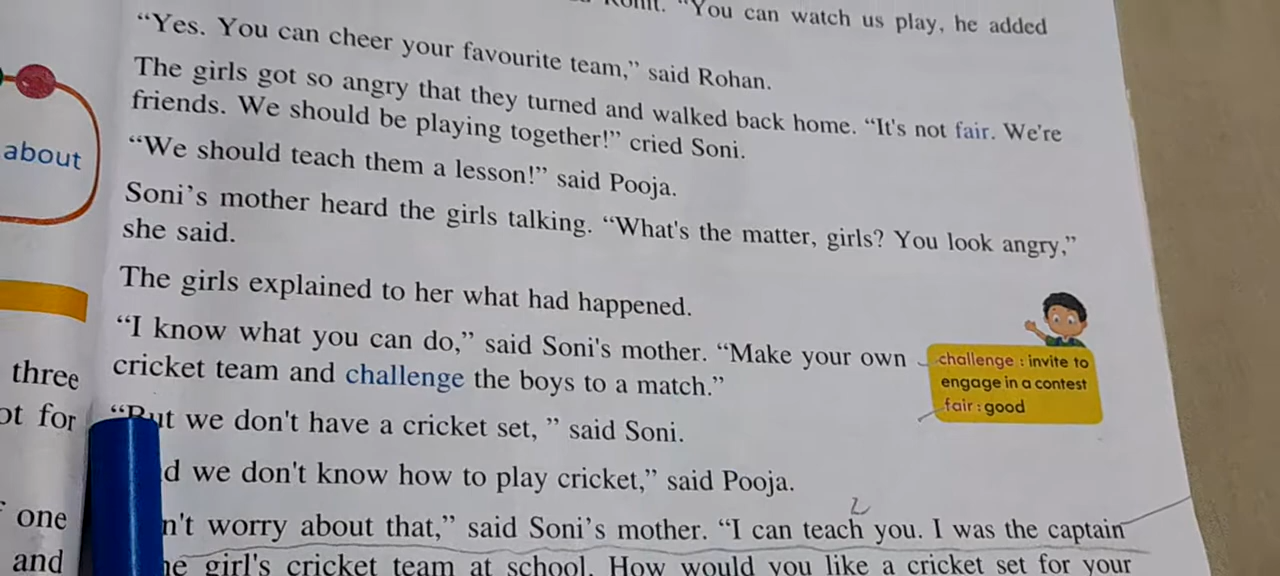 Rohit. "You can watch us play, he added
"Yes. You can cheer your favourite team," said Rohan.
The girls got so angry that they turned and walked back home. "It's not fair. We're
friends. We should be playing together!" cried Soni.
"We should teach them a lesson!" said Pooja.
Soni's mother heard the girls talking. "What's the matter, girls? You look angry,"
she said.
The girls explained to her what had happened.
"I know what you can do," said Soni's mother. "Make your own
cricket team and challenge the boys to a match."
"But we don't have a cricket set, " said Soni.
d we don't know how to play cricket," said Pooja.
n't worry about that," said Soni's mother. "I can teach you. I was the captain
he girl's cricket team at school. How would you like a cricket set for your
challenge : invite to
engage in a contest
fair : good
about
three
ot for
one
and